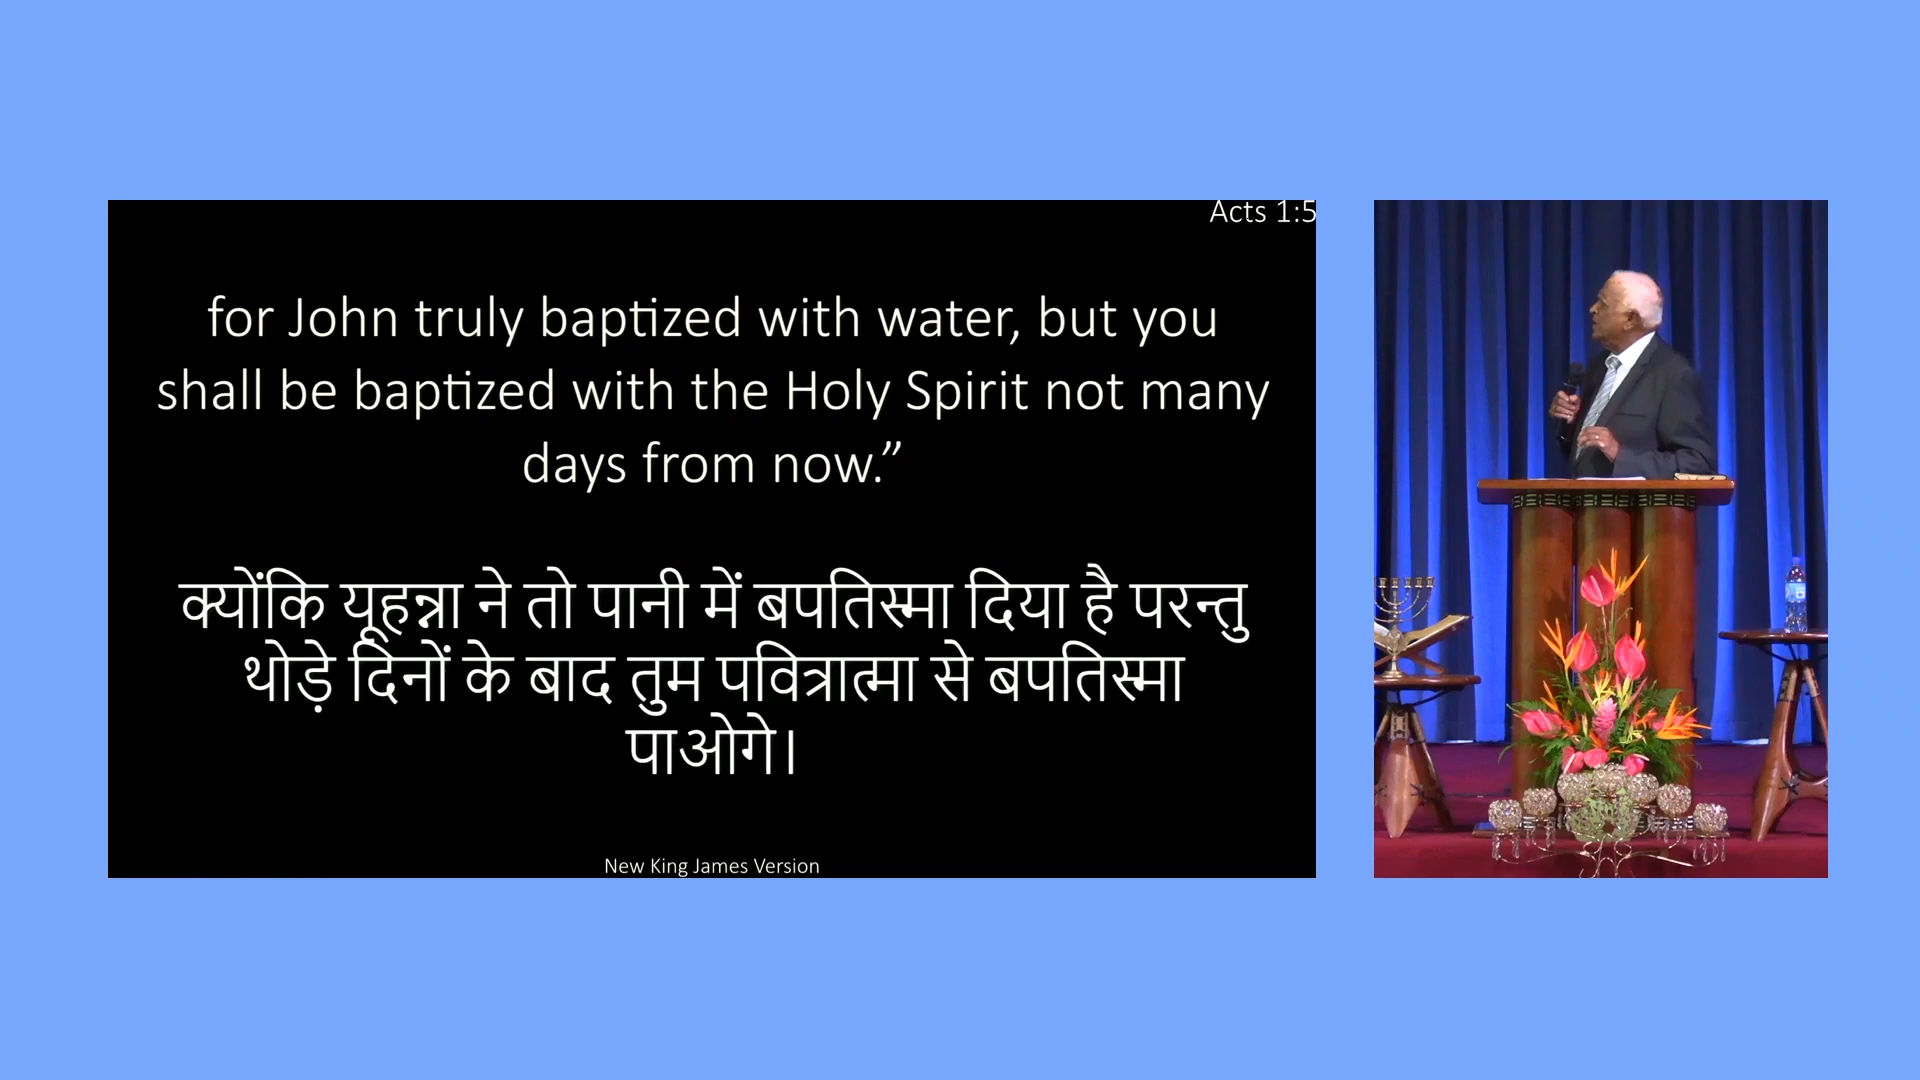 Acts 1:5
for John truly baptized with water, but you
shall be baptized with the Holy Spirit not many
days from now.”
क्योंकि यूहन्ना ने तो पानी में बपतिस्मा दिया है परन्तु
थोड़े दिनों के बाद तुम पवित्रात्मा से बपतिस्मा
पाओगे।
New King James Version